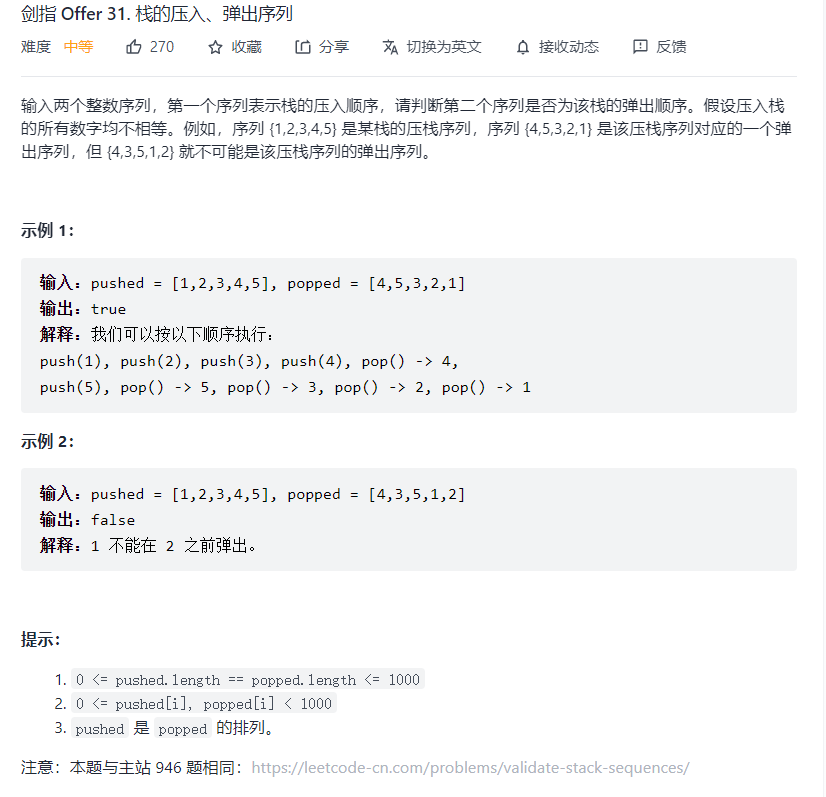 剑指 Offer 31. 栈的压入、弹出序列
难度 中等 270 收藏 分享 切换为英文 接收动态 反馈
输入两个整数序列，第一个序列表示栈的压入顺序，请判断第二个序列是否为该栈的弹出顺序。假设压入栈
的所有数字均不相等。例如，序列 {1,2,3,4,5} 是某栈的压栈序列，序列 {4,5,3,2,1} 是该压栈序列对应的一个弹
出序列，但 {4,3,5,1,2} 就不可能是该压栈序列的弹出序列。
示例 1：
输入：pushed = [1,2,3,4,5], popped = [4,5,3,2,1]
输出：true
解释：我们可以按以下顺序执行：
push(1), push(2), push(3), push(4), pop() -> 4,
push(5), pop() -> 5, pop() -> 3, pop() -> 2, pop() -> 1
示例 2：
输入：pushed = [1,2,3,4,5], popped = [4,3,5,1,2]
输出：false
解释：1 不能在 2 之前弹出。
提示：
1. 0 <= pushed.length == popped.length <= 1000
2. 0 <= pushed[i], popped[i] < 1000
3. pushed 是 popped 的排列。
注意：本题与主站 946 题相同：https://leetcode-cn.com/problems/validate-stack-sequences/